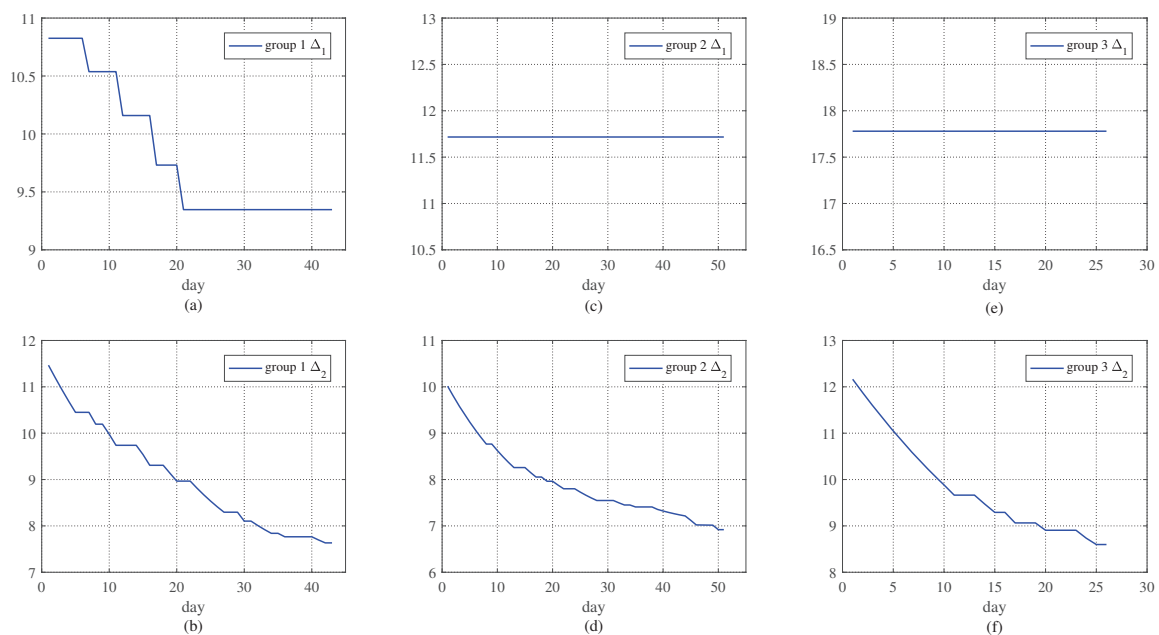 11
10.5
10
9.5
9
0 10 20 30 40
group 1 Δ1
day
(a)
13
12.5
12
11.5
11
10.5
0 10 20 30 40 50
group 2 Δ1
day
(c)
19
18.5
18
17.5
17
16.5
0 5 10 15 20 25 30
group 3 Δ1
day
(e)
12
11
10
9
8
7
0 10 20 30 40
group 1 Δ2
day
(b)
11
10
9
8
7
6
0 10 20 30 40 50
group 2 Δ2
day
(d)
13
12
11
10
9
8
0 5 10 15 20 25 30
group 3 Δ2
day
(f)